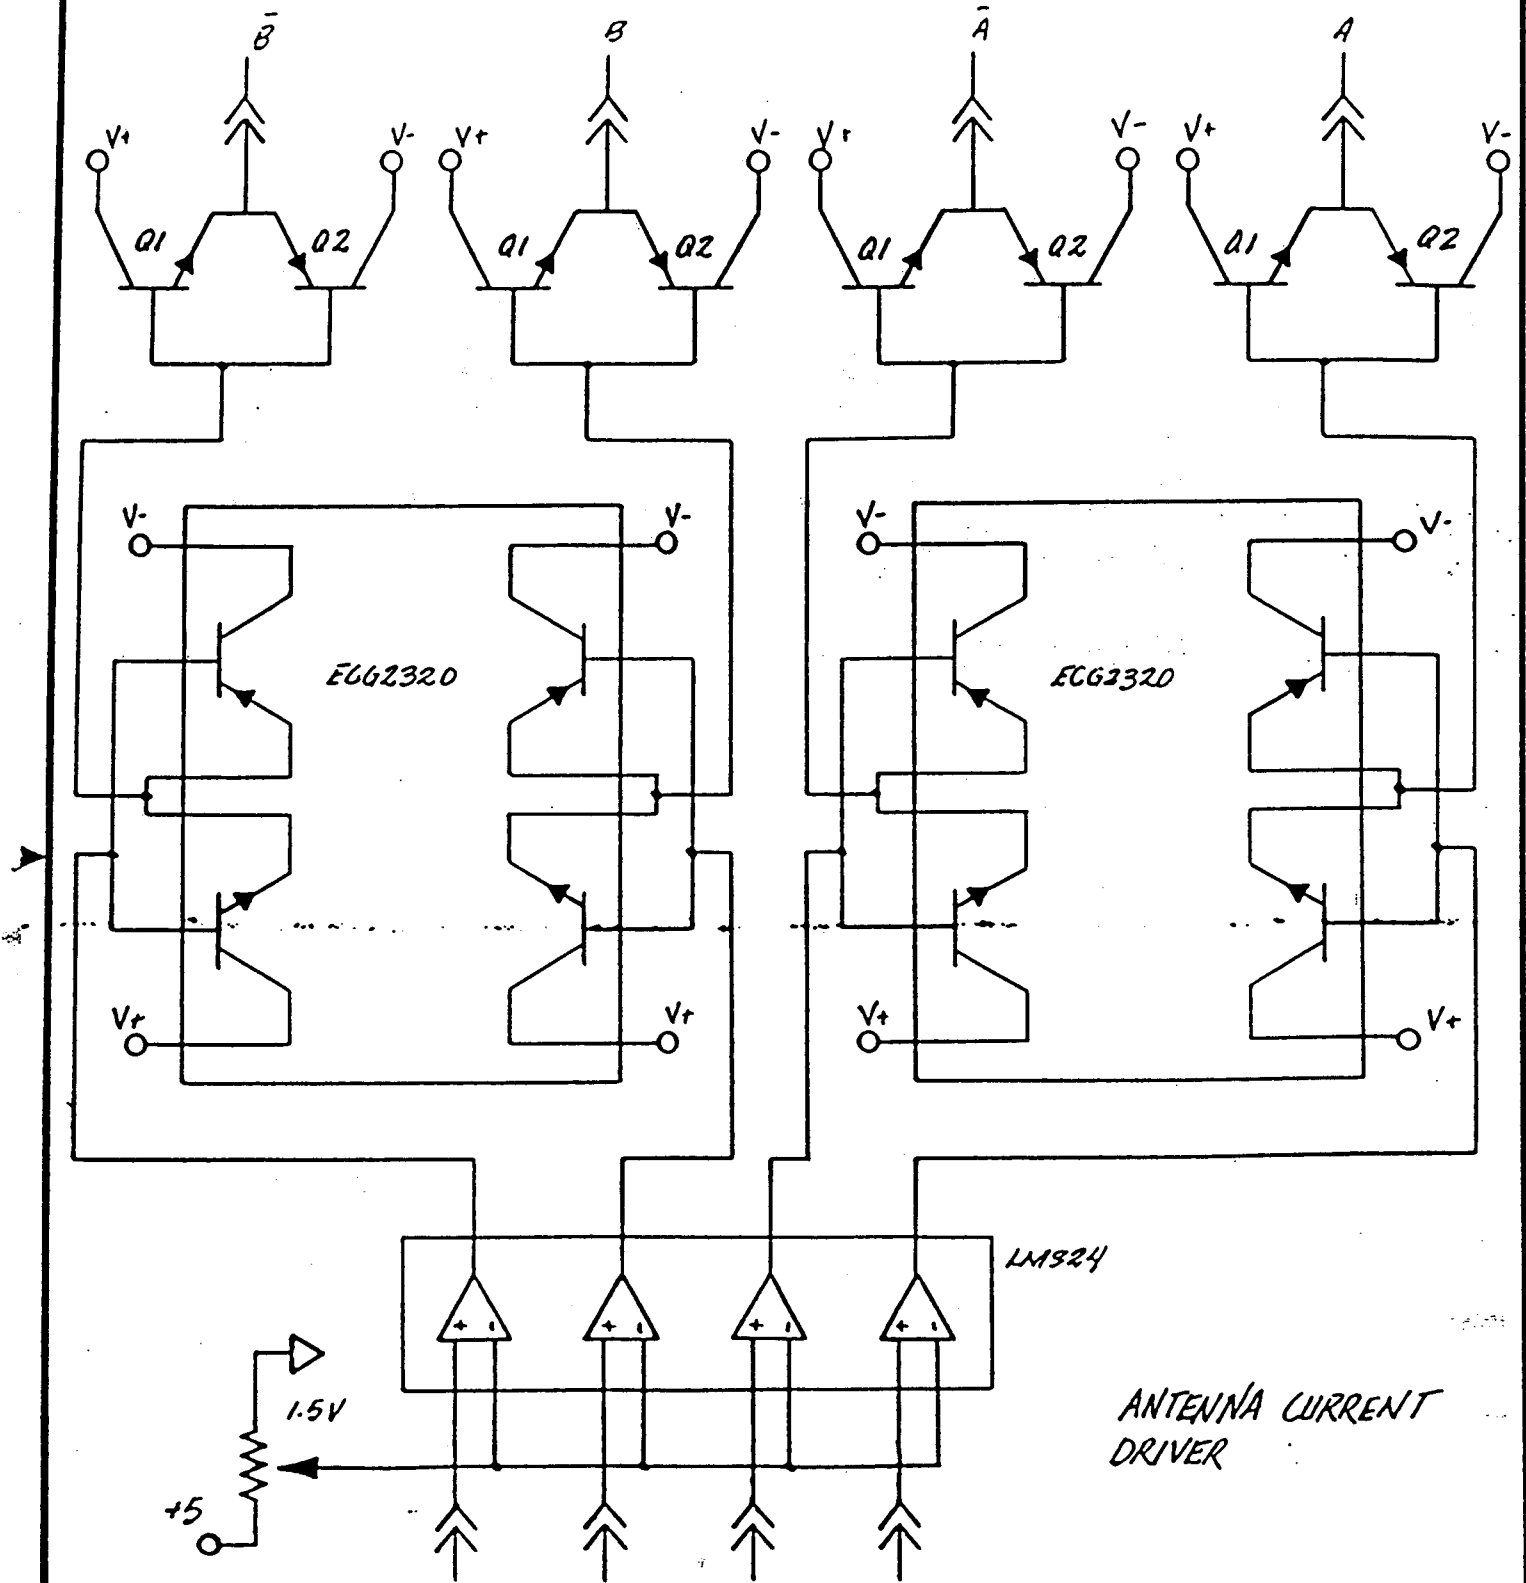 B̄ B Ā A
V+ V- V+ V- V+ V- V+ V-
Q1 Q2 Q1 Q2 Q1 Q2 Q1 Q2
V- V- V- V-
ECG2320 ECG2320
V+ V+ V+ V+
LM324
+ - + - + - + -
1.5V
+5
ANTENNA CURRENT
DRIVER